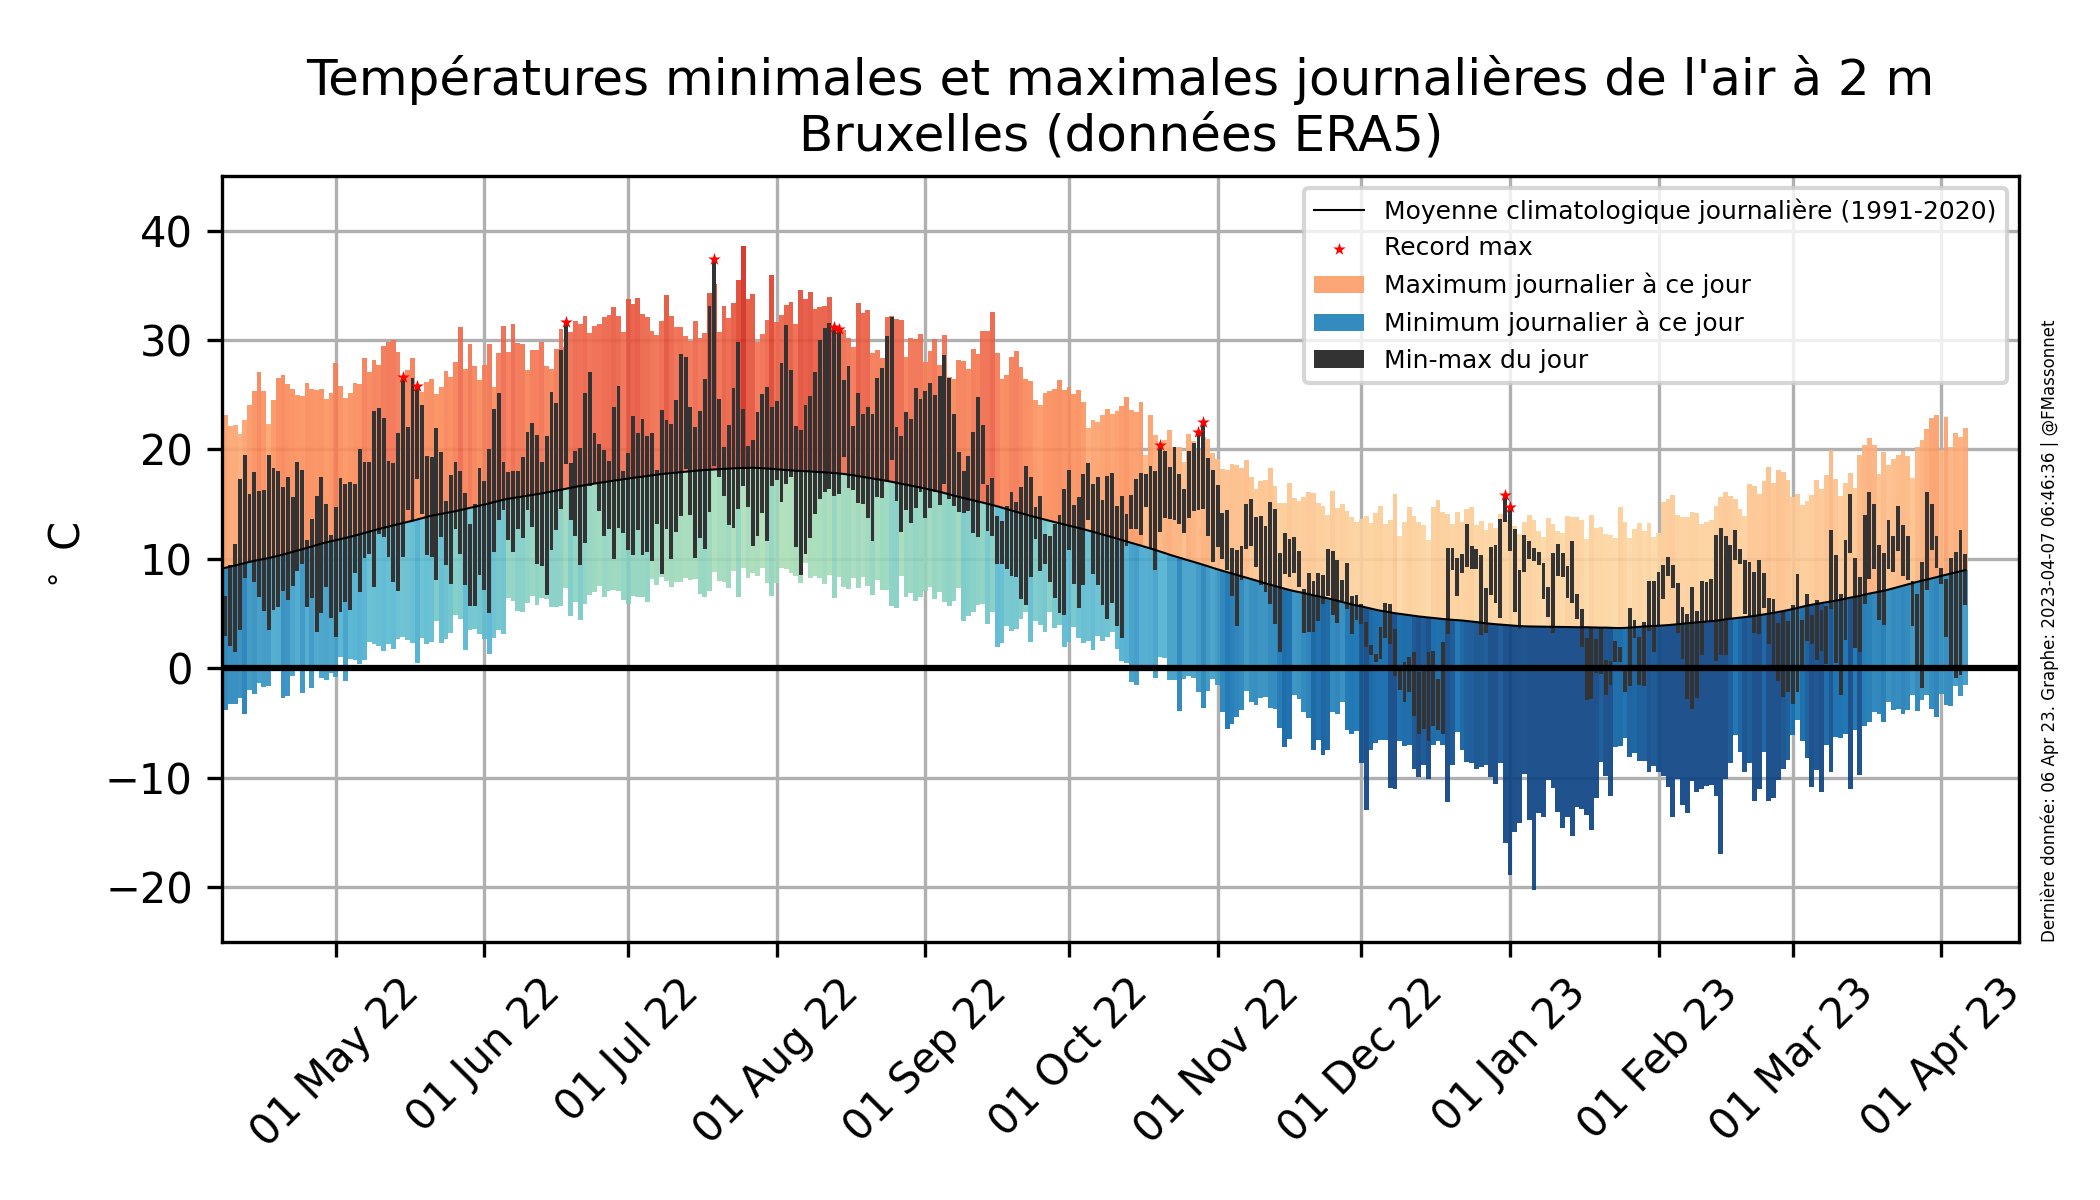 Températures minimales et maximales journalières de l'air à 2 m
Bruxelles (données ERA5)
Moyenne climatologique journalière (1991-2020)
Record max
Maximum journalier à ce jour
Minimum journalier à ce jour
Min-max du jour
40
30
20
10
0
−10
−20
° C
01 May 22
01 Jun 22
01 Jul 22
01 Aug 22
01 Sep 22
01 Oct 22
01 Nov 22
01 Dec 22
01 Jan 23
01 Feb 23
01 Mar 23
01 Apr 23
Dernière donnée: 06 Apr 23. Graphe: 2023-04-07 06:46:36 | @FMassonnet